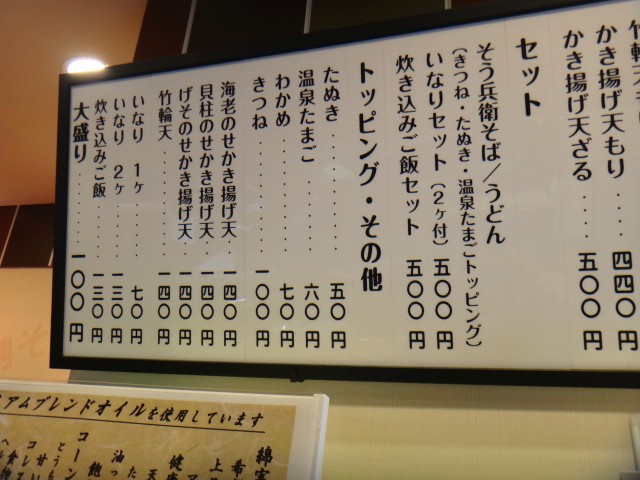 かき揚げ天もり 四四〇円
かき揚げ天ざる 五〇〇円
セット
そう兵衛そば／うどん
（きつね・たぬき・温泉たまごトッピング）
いなりセット（２ヶ付） 五〇〇円
炊き込みご飯セット 五〇〇円
トッピング・その他
たぬき 五〇円
温泉たまご 六〇円
わかめ 七〇円
きつね 一〇〇円
海老のせかき揚げ天 一四〇円
貝柱のせかき揚げ天 一四〇円
げそのせかき揚げ天 一四〇円
竹輪天 一四〇円
いなり １ヶ 七〇円
いなり ２ヶ 一三〇円
炊き込みご飯 一三〇円
大盛り 一〇〇円
アムブレンドオイルを使用しています